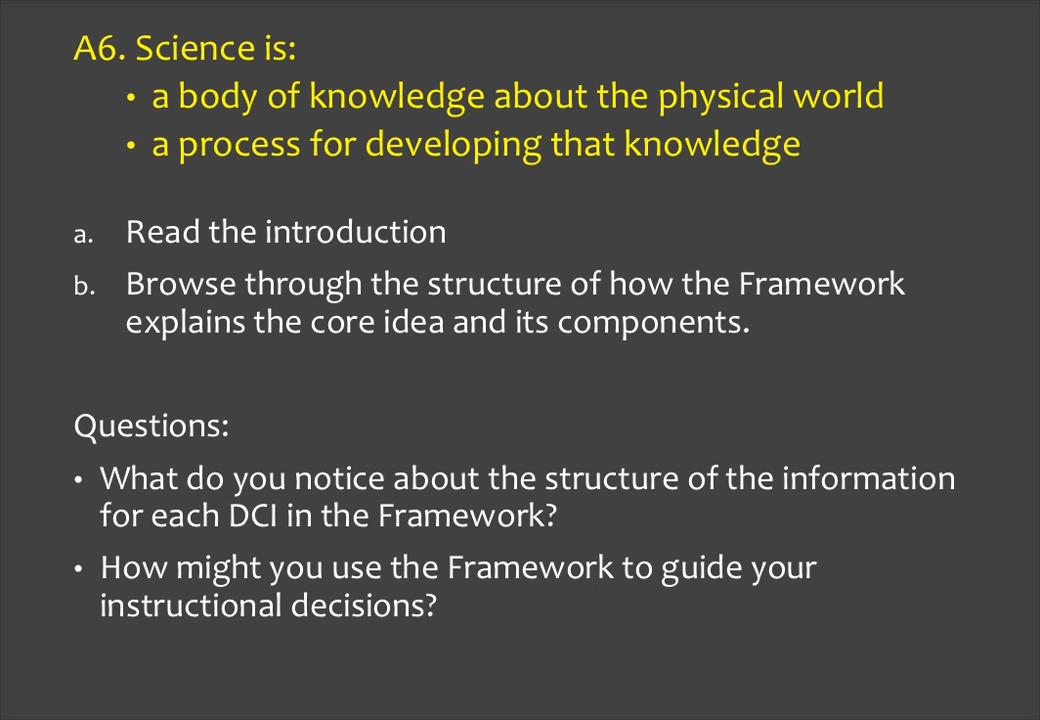 A6. Science is:
• a body of knowledge about the physical world
• a process for developing that knowledge
a. Read the introduction
b. Browse through the structure of how the Framework
explains the core idea and its components.
Questions:
• What do you notice about the structure of the information
for each DCI in the Framework?
• How might you use the Framework to guide your
instructional decisions?